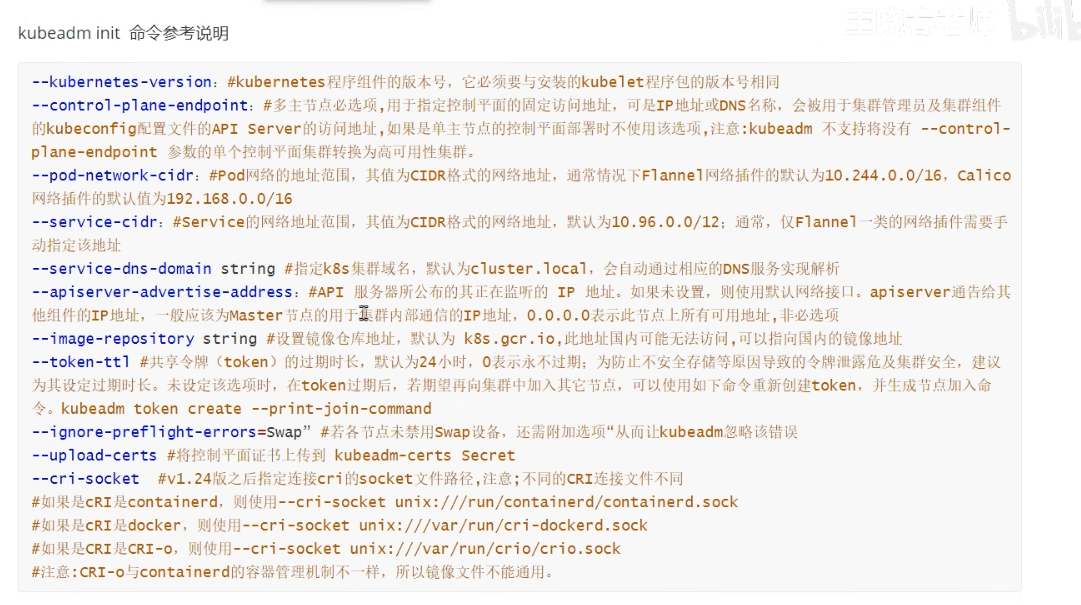 kubeadm init 命令参考说明
--kubernetes-version：#kubernetes程序组件的版本号，它必须要与安装的kubelet程序包的版本号相同
--control-plane-endpoint：#多主节点必选项,用于指定控制平面的固定访问地址，可是IP地址或DNS名称，会被用于集群管理员及集群组件
的kubeconfig配置文件的API Server的访问地址,如果是单主节点的控制平面部署时不使用该选项,注意:kubeadm 不支持将没有 --control-
plane-endpoint 参数的单个控制平面集群转换为高可用性集群。
--pod-network-cidr：#Pod网络的地址范围，其值为CIDR格式的网络地址，通常情况下Flannel网络插件的默认为10.244.0.0/16，Calico
网络插件的默认值为192.168.0.0/16
--service-cidr：#Service的网络地址范围，其值为CIDR格式的网络地址，默认为10.96.0.0/12；通常，仅Flannel一类的网络插件需要手
动指定该地址
--service-dns-domain string #指定k8s集群域名，默认为cluster.local，会自动通过相应的DNS服务实现解析
--apiserver-advertise-address：#API 服务器所公布的其正在监听的 IP 地址。如果未设置，则使用默认网络接口。apiserver通告给其
他组件的IP地址，一般应该为Master节点的用于集群内部通信的IP地址，0.0.0.0表示此节点上所有可用地址,非必选项
--image-repository string #设置镜像仓库地址，默认为 k8s.gcr.io,此地址国内可能无法访问,可以指向国内的镜像地址
--token-ttl #共享令牌（token）的过期时长，默认为24小时，0表示永不过期；为防止不安全存储等原因导致的令牌泄露危及集群安全，建议
为其设定过期时长。未设定该选项时，在token过期后，若期望再向集群中加入其它节点，可以使用如下命令重新创建token，并生成节点加入命
令。kubeadm token create --print-join-command
--ignore-preflight-errors=Swap” #若各节点未禁用Swap设备，还需附加选项“从而让kubeadm忽略该错误
--upload-certs #将控制平面证书上传到 kubeadm-certs Secret
--cri-socket #v1.24版之后指定连接cri的socket文件路径,注意;不同的CRI连接文件不同
#如果是cRI是containerd，则使用--cri-socket unix:///run/containerd/containerd.sock
#如果是cRI是docker，则使用--cri-socket unix:///var/run/cri-dockerd.sock
#如果是CRI是CRI-o，则使用--cri-socket unix:///var/run/crio/crio.sock
#注意:CRI-o与containerd的容器管理机制不一样，所以镜像文件不能通用。